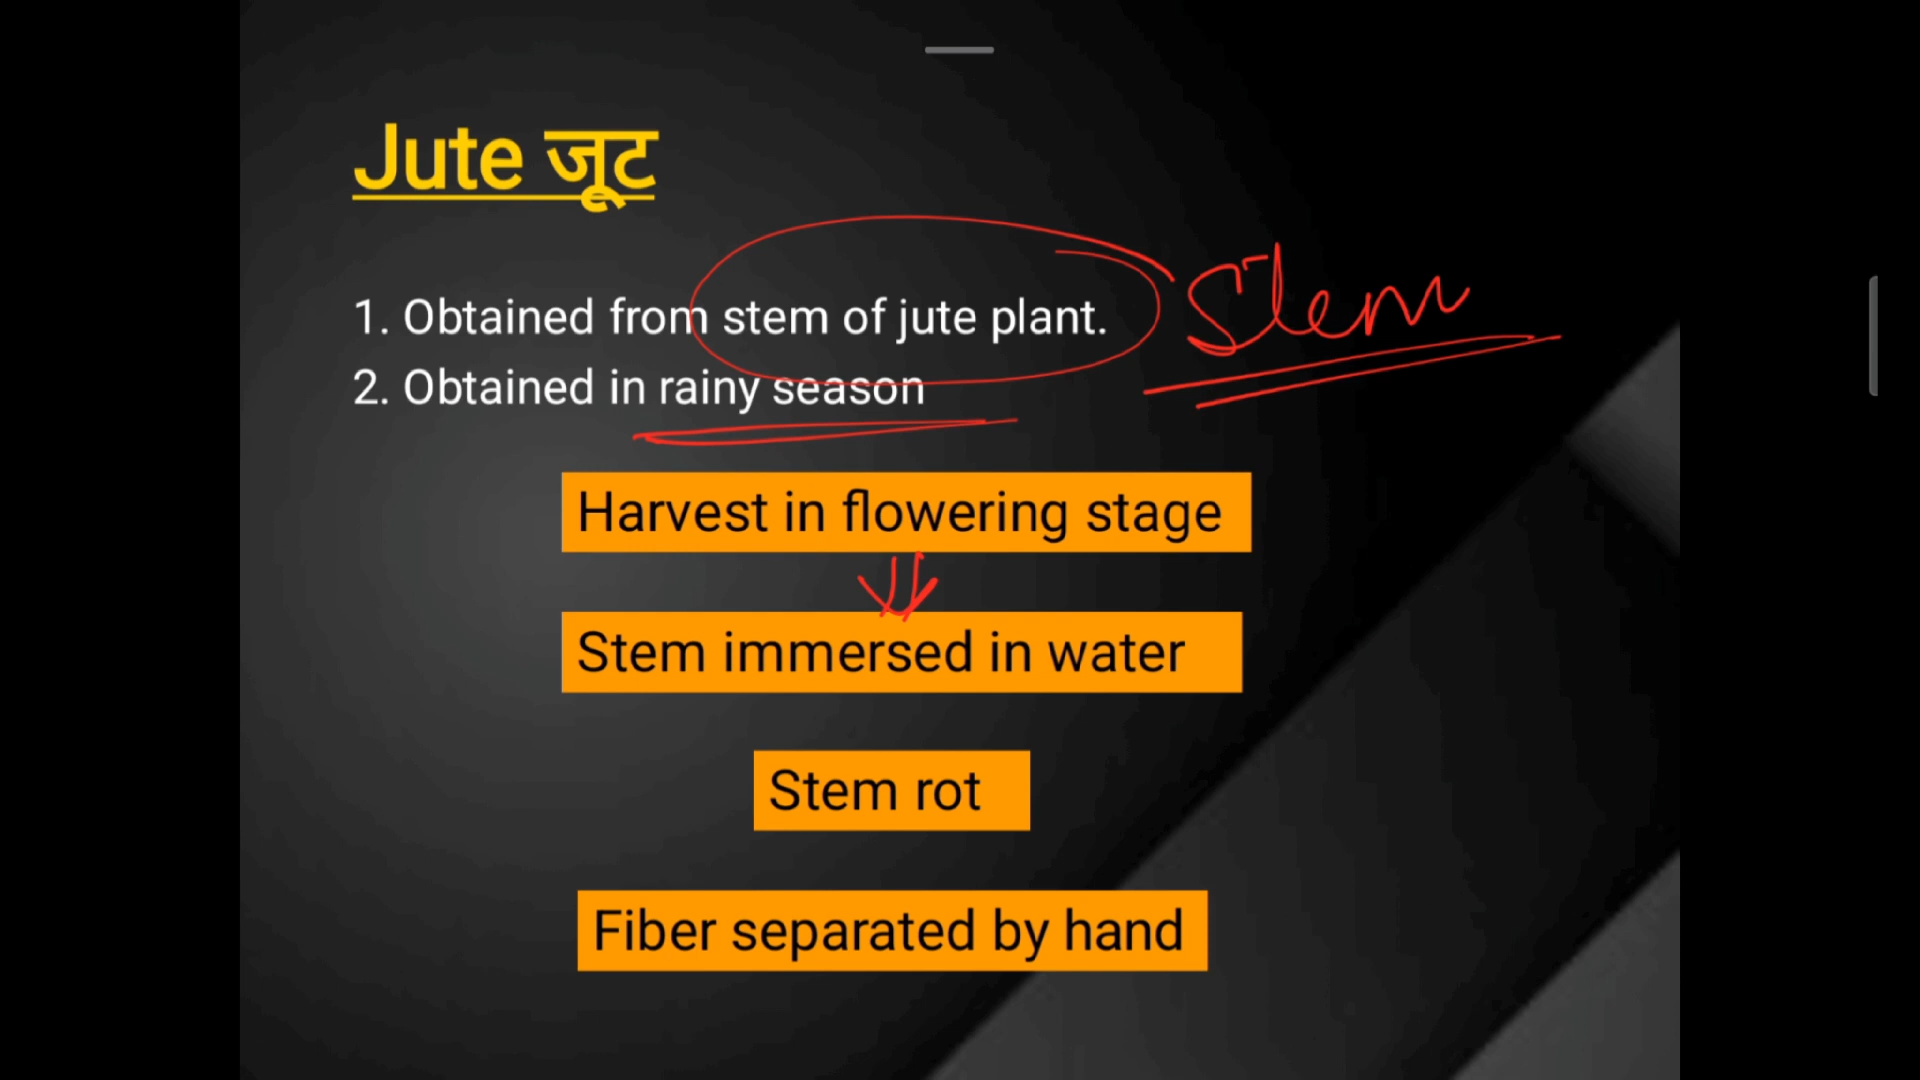 Jute जूट
1. Obtained from stem of jute plant.
Stem
2. Obtained in rainy season
Harvest in flowering stage
Stem immersed in water
Stem rot
Fiber separated by hand